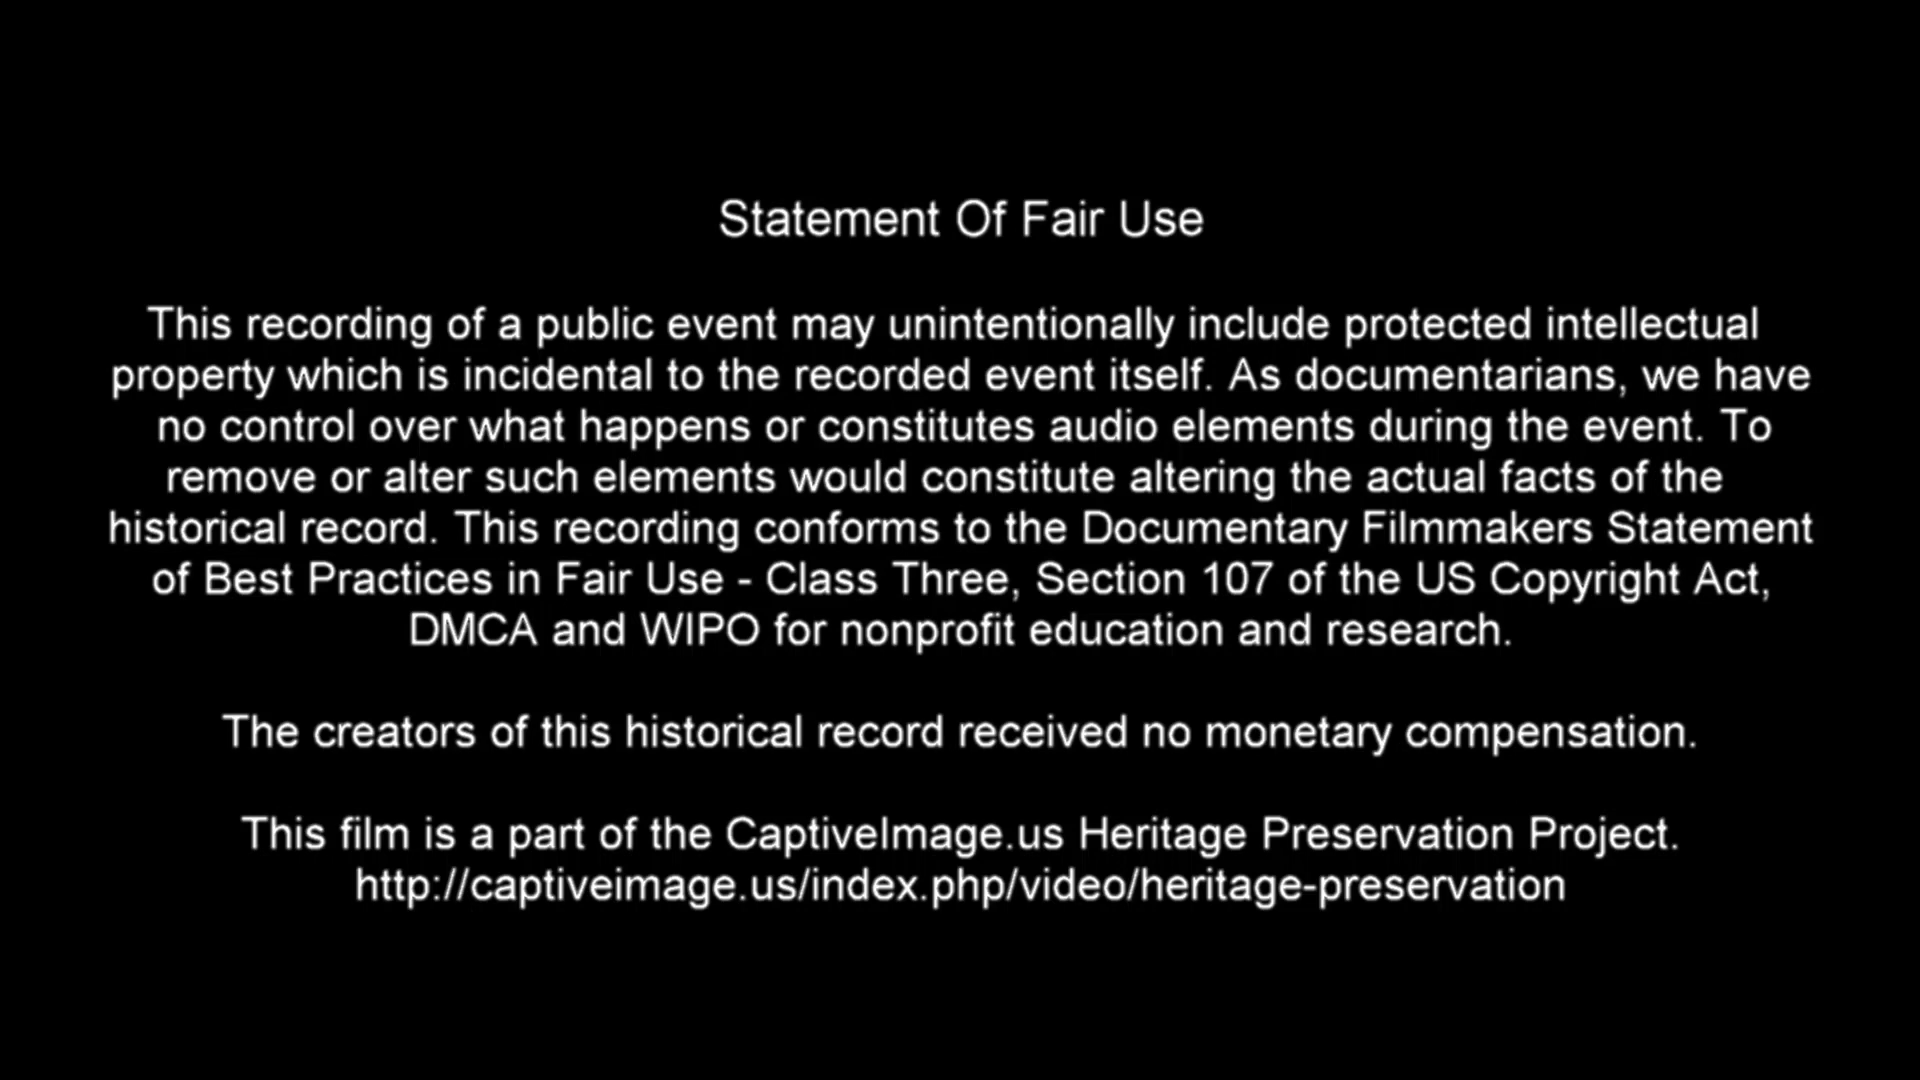 Statement Of Fair Use
This recording of a public event may unintentionally include protected intellectual
property which is incidental to the recorded event itself. As documentarians, we have
no control over what happens or constitutes audio elements during the event. To
remove or alter such elements would constitute altering the actual facts of the
historical record. This recording conforms to the Documentary Filmmakers Statement
of Best Practices in Fair Use - Class Three, Section 107 of the US Copyright Act,
DMCA and WIPO for nonprofit education and research.
The creators of this historical record received no monetary compensation.
This film is a part of the CaptiveImage.us Heritage Preservation Project.
http://captiveimage.us/index.php/video/heritage-preservation